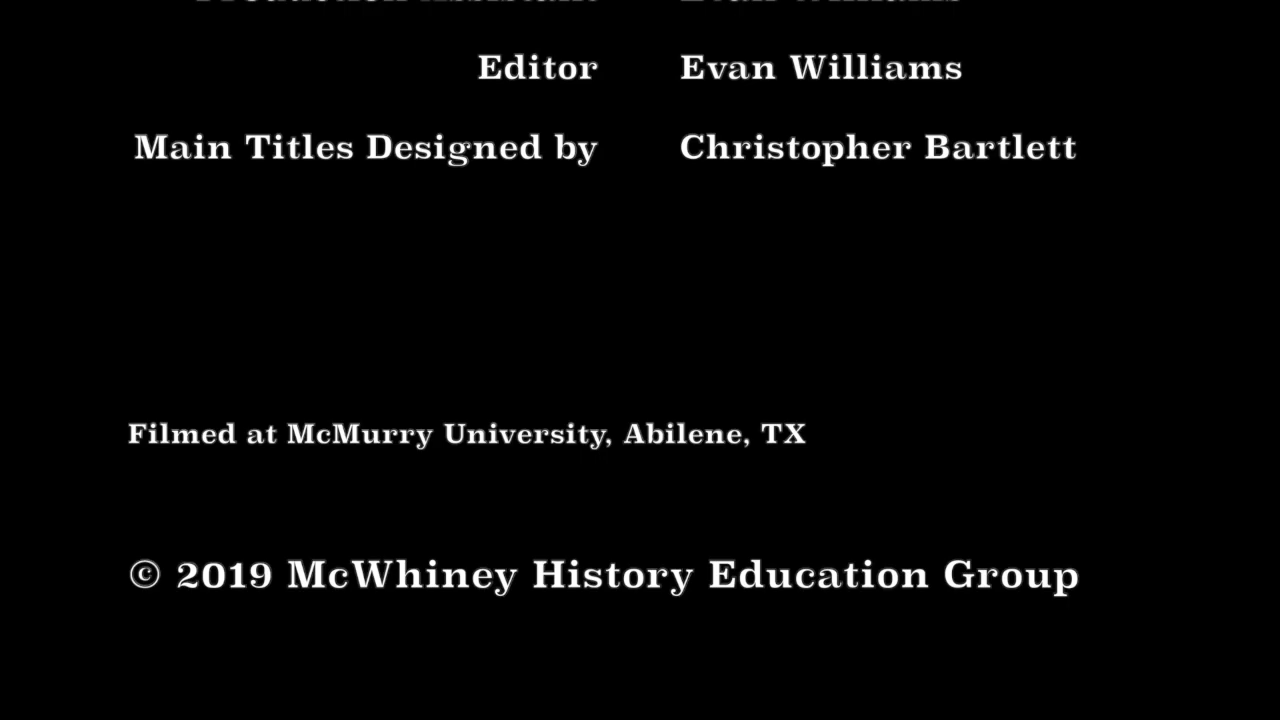 Editor Evan Williams
Main Titles Designed by Christopher Bartlett
Filmed at McMurry University, Abilene, TX
© 2019 McWhiney History Education Group